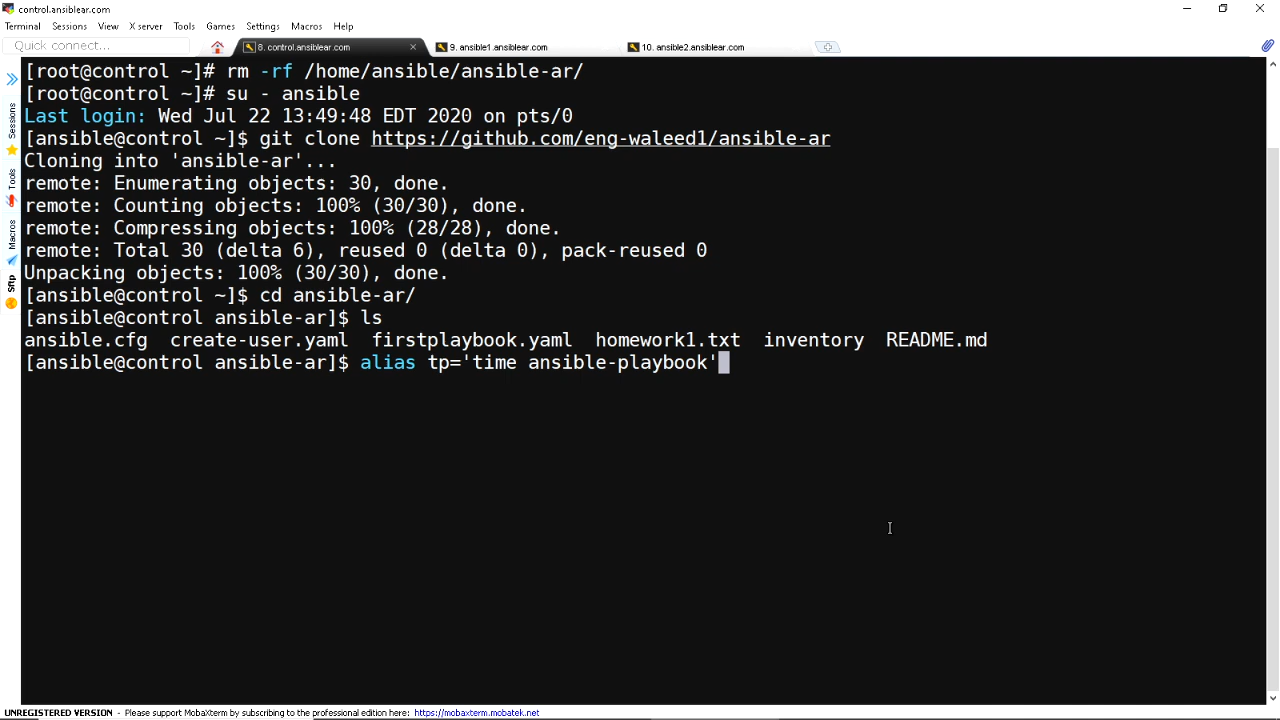 control.ansiblear.com
Terminal Sessions View X server Tools Games Settings Macros Help
Quick connect... 8. control.ansiblear.com 9. ansible1.ansiblear.com 10. ansible2.ansiblear.com
[root@control ~]# rm -rf /home/ansible/ansible-ar/
[root@control ~]# su - ansible
Last login: Wed Jul 22 13:49:48 EDT 2020 on pts/0
[ansible@control ~]$ git clone https://github.com/eng-waleed1/ansible-ar
Cloning into 'ansible-ar'...
remote: Enumerating objects: 30, done.
remote: Counting objects: 100% (30/30), done.
remote: Compressing objects: 100% (28/28), done.
remote: Total 30 (delta 6), reused 0 (delta 0), pack-reused 0
Unpacking objects: 100% (30/30), done.
[ansible@control ~]$ cd ansible-ar/
[ansible@control ansible-ar]$ ls
ansible.cfg create-user.yaml firstplaybook.yaml homework1.txt inventory README.md
[ansible@control ansible-ar]$ alias tp='time ansible-playbook'
Sessions
Tools
Macros
Sftp
UNREGISTERED VERSION - Please support MobaXterm by subscribing to the professional edition here: https://mobaxterm.mobatek.net